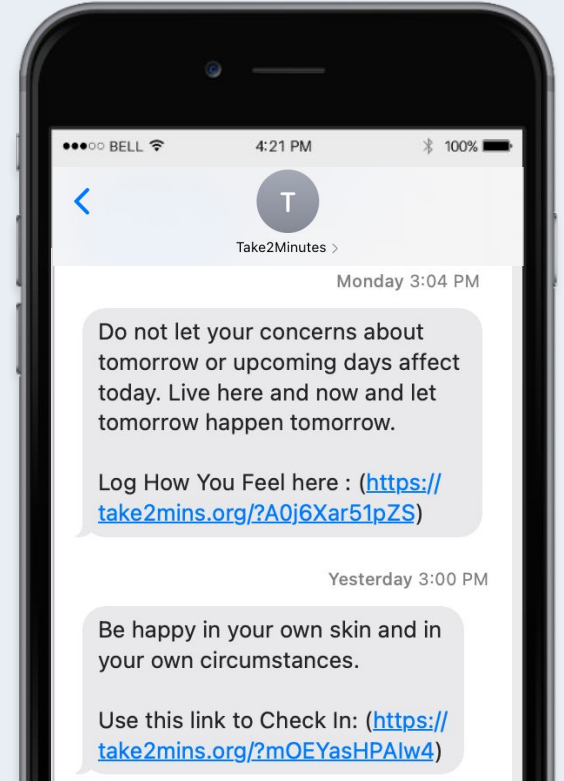 BELL 4:21 PM 100%
T
Take2Minutes >
Monday 3:04 PM
Do not let your concerns about
tomorrow or upcoming days affect
today. Live here and now and let
tomorrow happen tomorrow.
Log How You Feel here : (https://
take2mins.org/?A0j6Xar51pZS)
Yesterday 3:00 PM
Be happy in your own skin and in
your own circumstances.
Use this link to Check In: (https://
take2mins.org/?mOEYasHPAlw4)